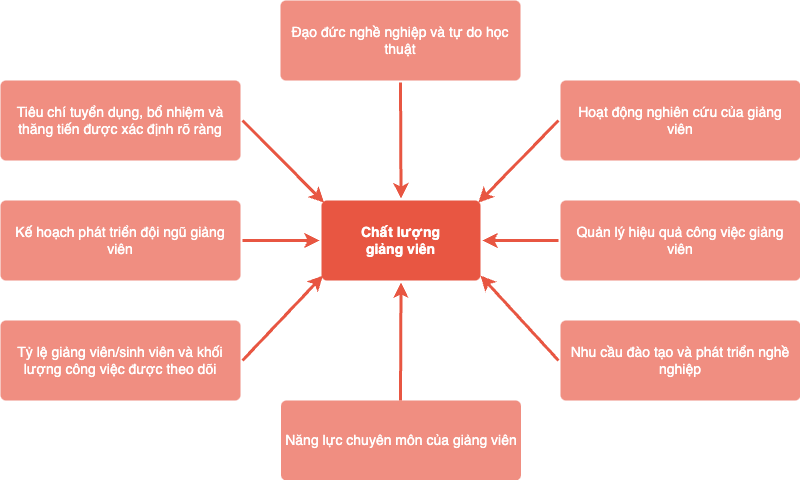 Đạo đức nghề nghiệp và tự do học
thuật
Tiêu chí tuyển dụng, bổ nhiệm và
thăng tiến được xác định rõ ràng
Hoạt động nghiên cứu của giảng
viên
Kế hoạch phát triển đội ngũ giảng
viên
Chất lượng
giảng viên
Quản lý hiệu quả công việc giảng
viên
Tỷ lệ giảng viên/sinh viên và khối
lượng công việc được theo dõi
Nhu cầu đào tạo và phát triển nghề
nghiệp
Năng lực chuyên môn của giảng viên